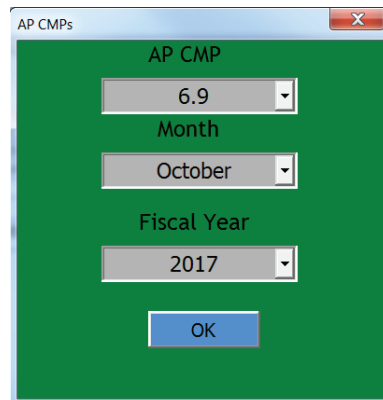 AP CMPs
AP CMP
6.9
Month
October
Fiscal Year
2017
OK